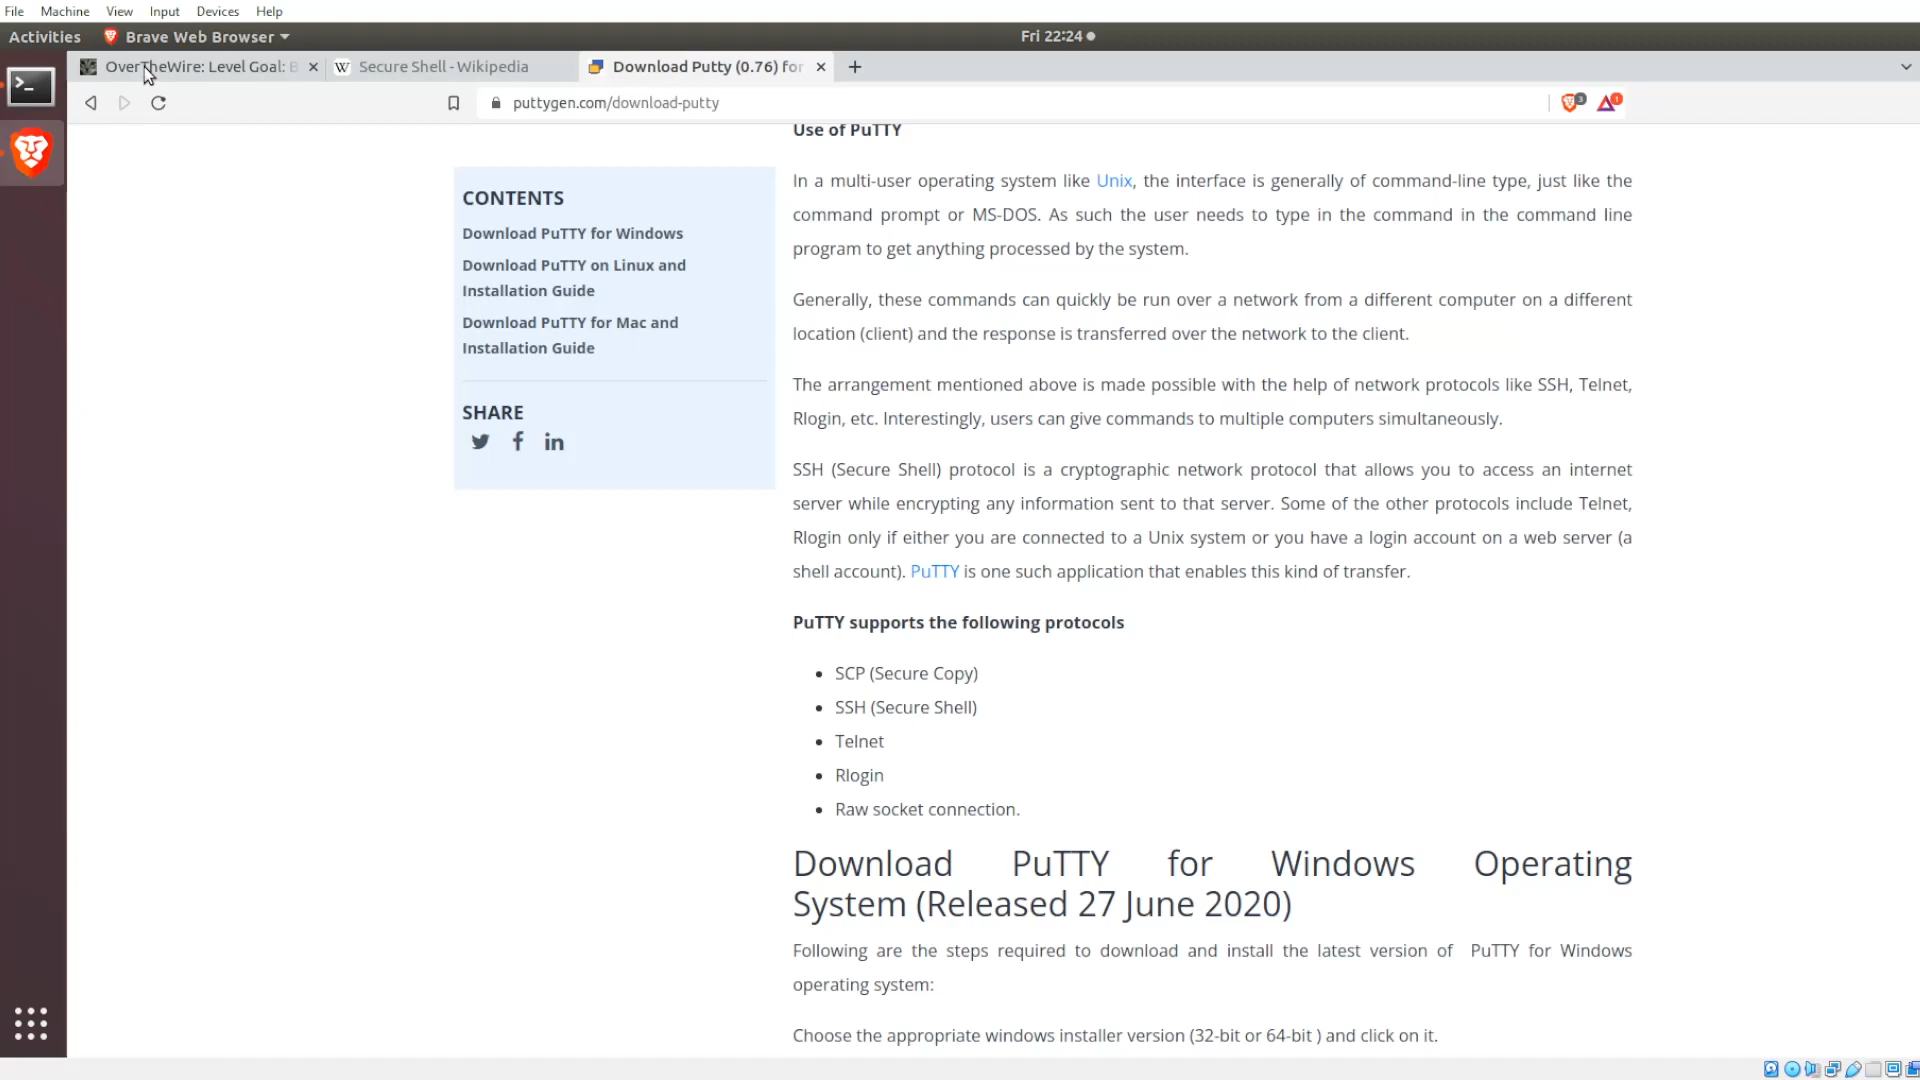 File Machine View Input Devices Help
Activities Brave Web Browser Fri 22:24
OverTheWire: Level Goal: B Secure Shell - Wikipedia Download Putty (0.76) for
puttygen.com/download-putty 3 1
Use of PuTTY
CONTENTS
Download PuTTY for Windows
Download PuTTY on Linux and
Installation Guide
Download PuTTY for Mac and
Installation Guide
SHARE
In a multi-user operating system like Unix, the interface is generally of command-line type, just like the
command prompt or MS-DOS. As such the user needs to type in the command in the command line
program to get anything processed by the system.
Generally, these commands can quickly be run over a network from a different computer on a different
location (client) and the response is transferred over the network to the client.
The arrangement mentioned above is made possible with the help of network protocols like SSH, Telnet,
Rlogin, etc. Interestingly, users can give commands to multiple computers simultaneously.
SSH (Secure Shell) protocol is a cryptographic network protocol that allows you to access an internet
server while encrypting any information sent to that server. Some of the other protocols include Telnet,
Rlogin only if either you are connected to a Unix system or you have a login account on a web server (a
shell account). PuTTY is one such application that enables this kind of transfer.
PuTTY supports the following protocols
SCP (Secure Copy)
SSH (Secure Shell)
Telnet
Rlogin
Raw socket connection.
Download PuTTY for Windows Operating
System (Released 27 June 2020)
Following are the steps required to download and install the latest version of PuTTY for Windows
operating system:
Choose the appropriate windows installer version (32-bit or 64-bit ) and click on it.